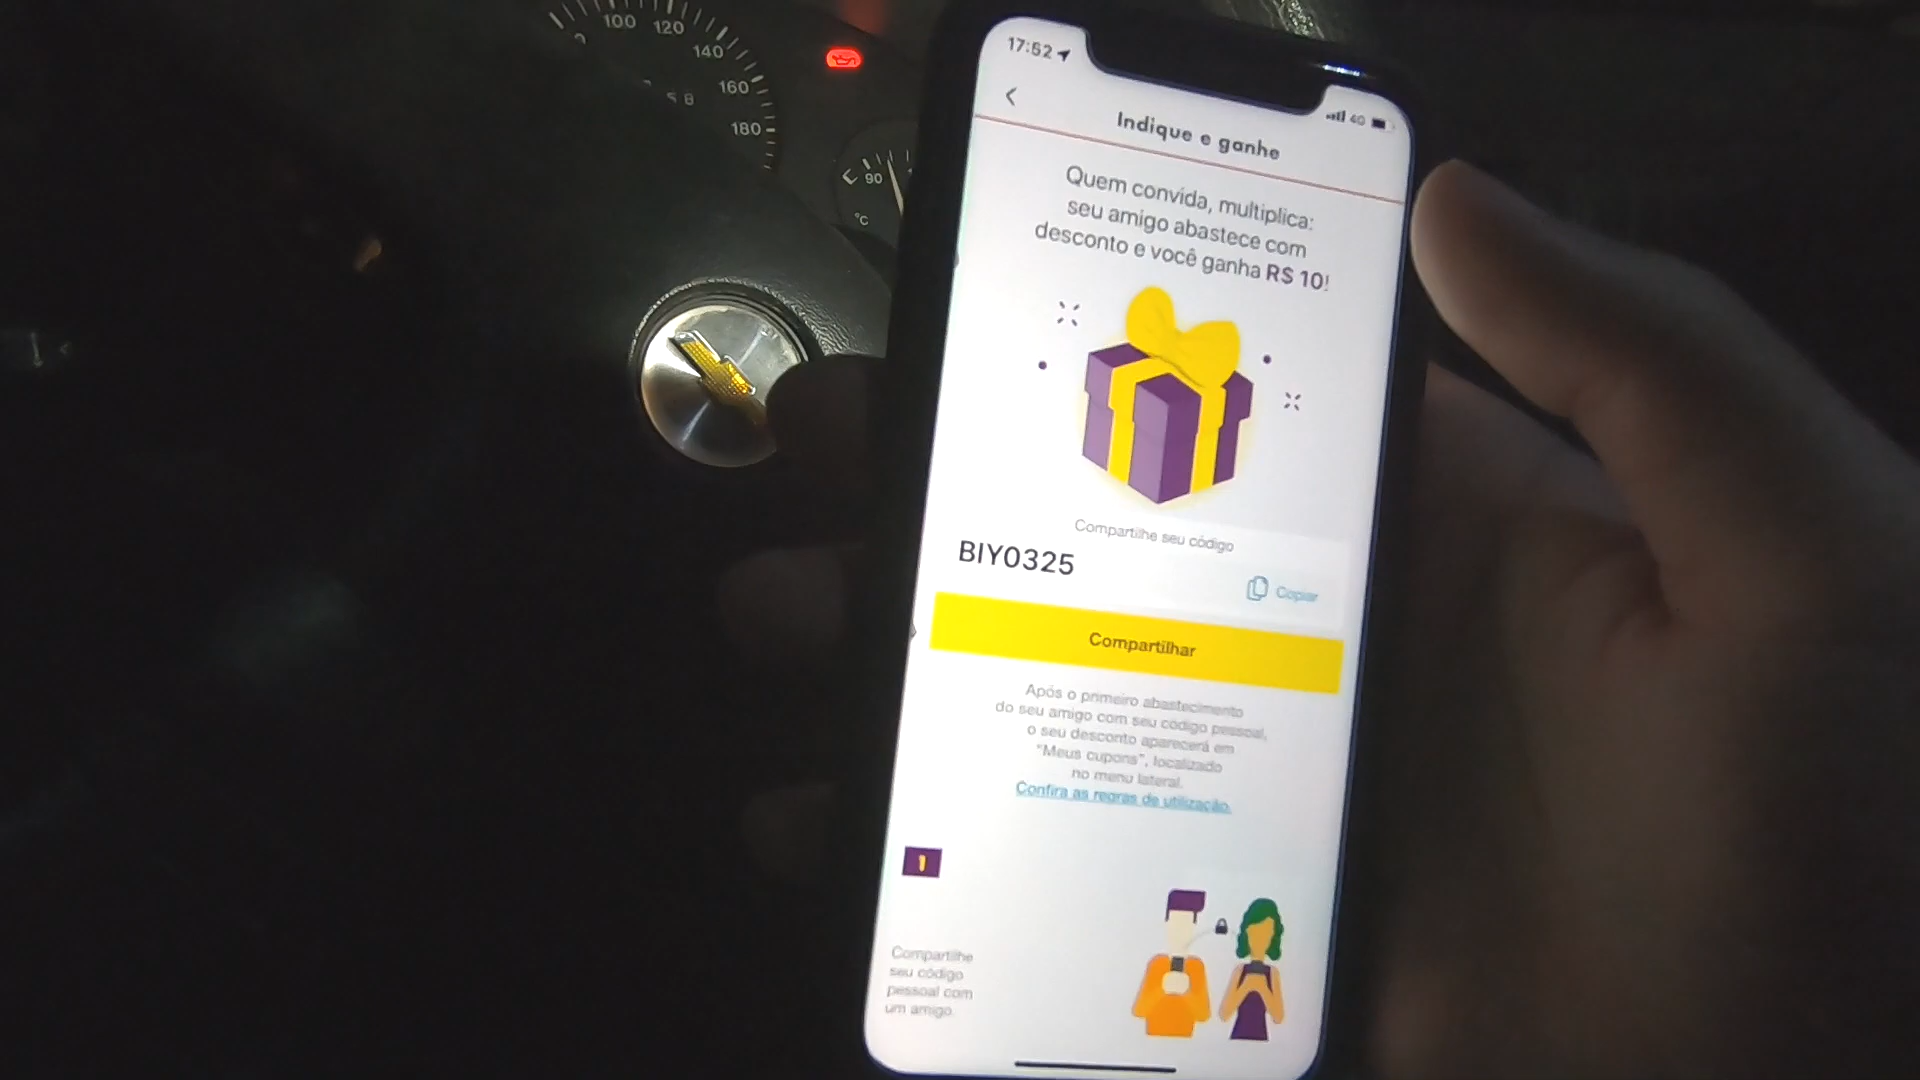 100
120
140
160
180
90
°C
17:52
4G
Indique e ganhe
Quem convida, multiplica:
seu amigo abastece com
desconto e você ganha R$ 10!
Compartilhe seu código
BIY0325
Copiar
Compartilhar
Após o primeiro abastecimento
do seu amigo com seu código pessoal,
o seu desconto aparecerá em
"Meus cupons", localizado
no menu lateral.
Confira as regras de utilização.
1
Compartilhe
seu código
pessoal com
um amigo.